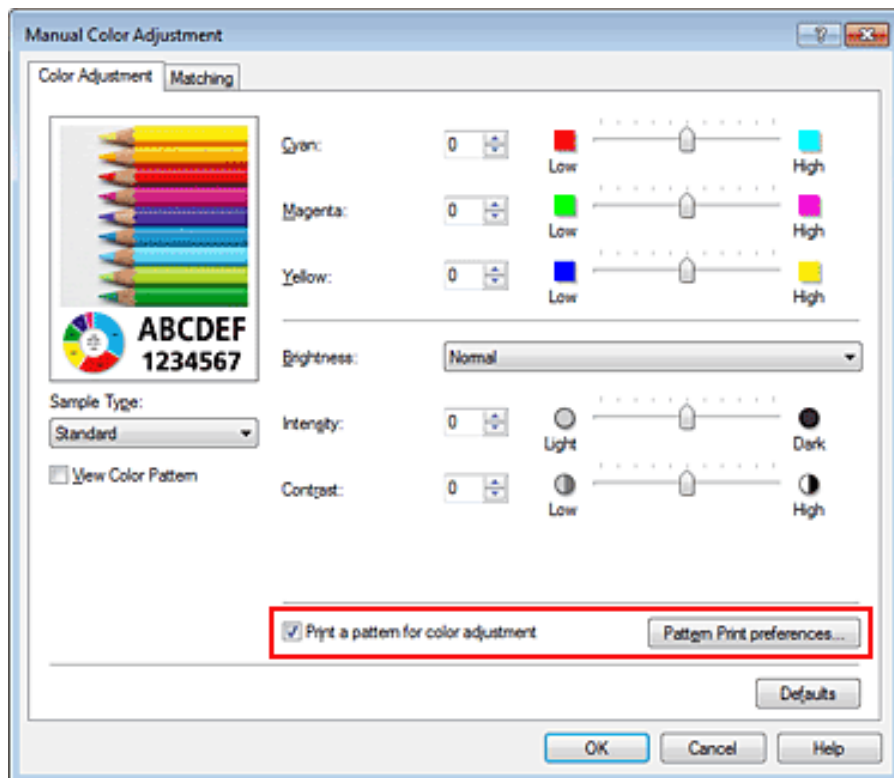 Manual Color Adjustment
Color Adjustment Matching
Cyan: 0 Low High
Magenta: 0 Low High
Yellow: 0 Low High
ABCDEF
1234567
Brightness: Normal
Sample Type:
Standard
Intensity: 0 Light Dark
View Color Pattern
Contrast: 0 Low High
Print a pattern for color adjustment Pattern Print preferences...
Defaults
OK Cancel Help